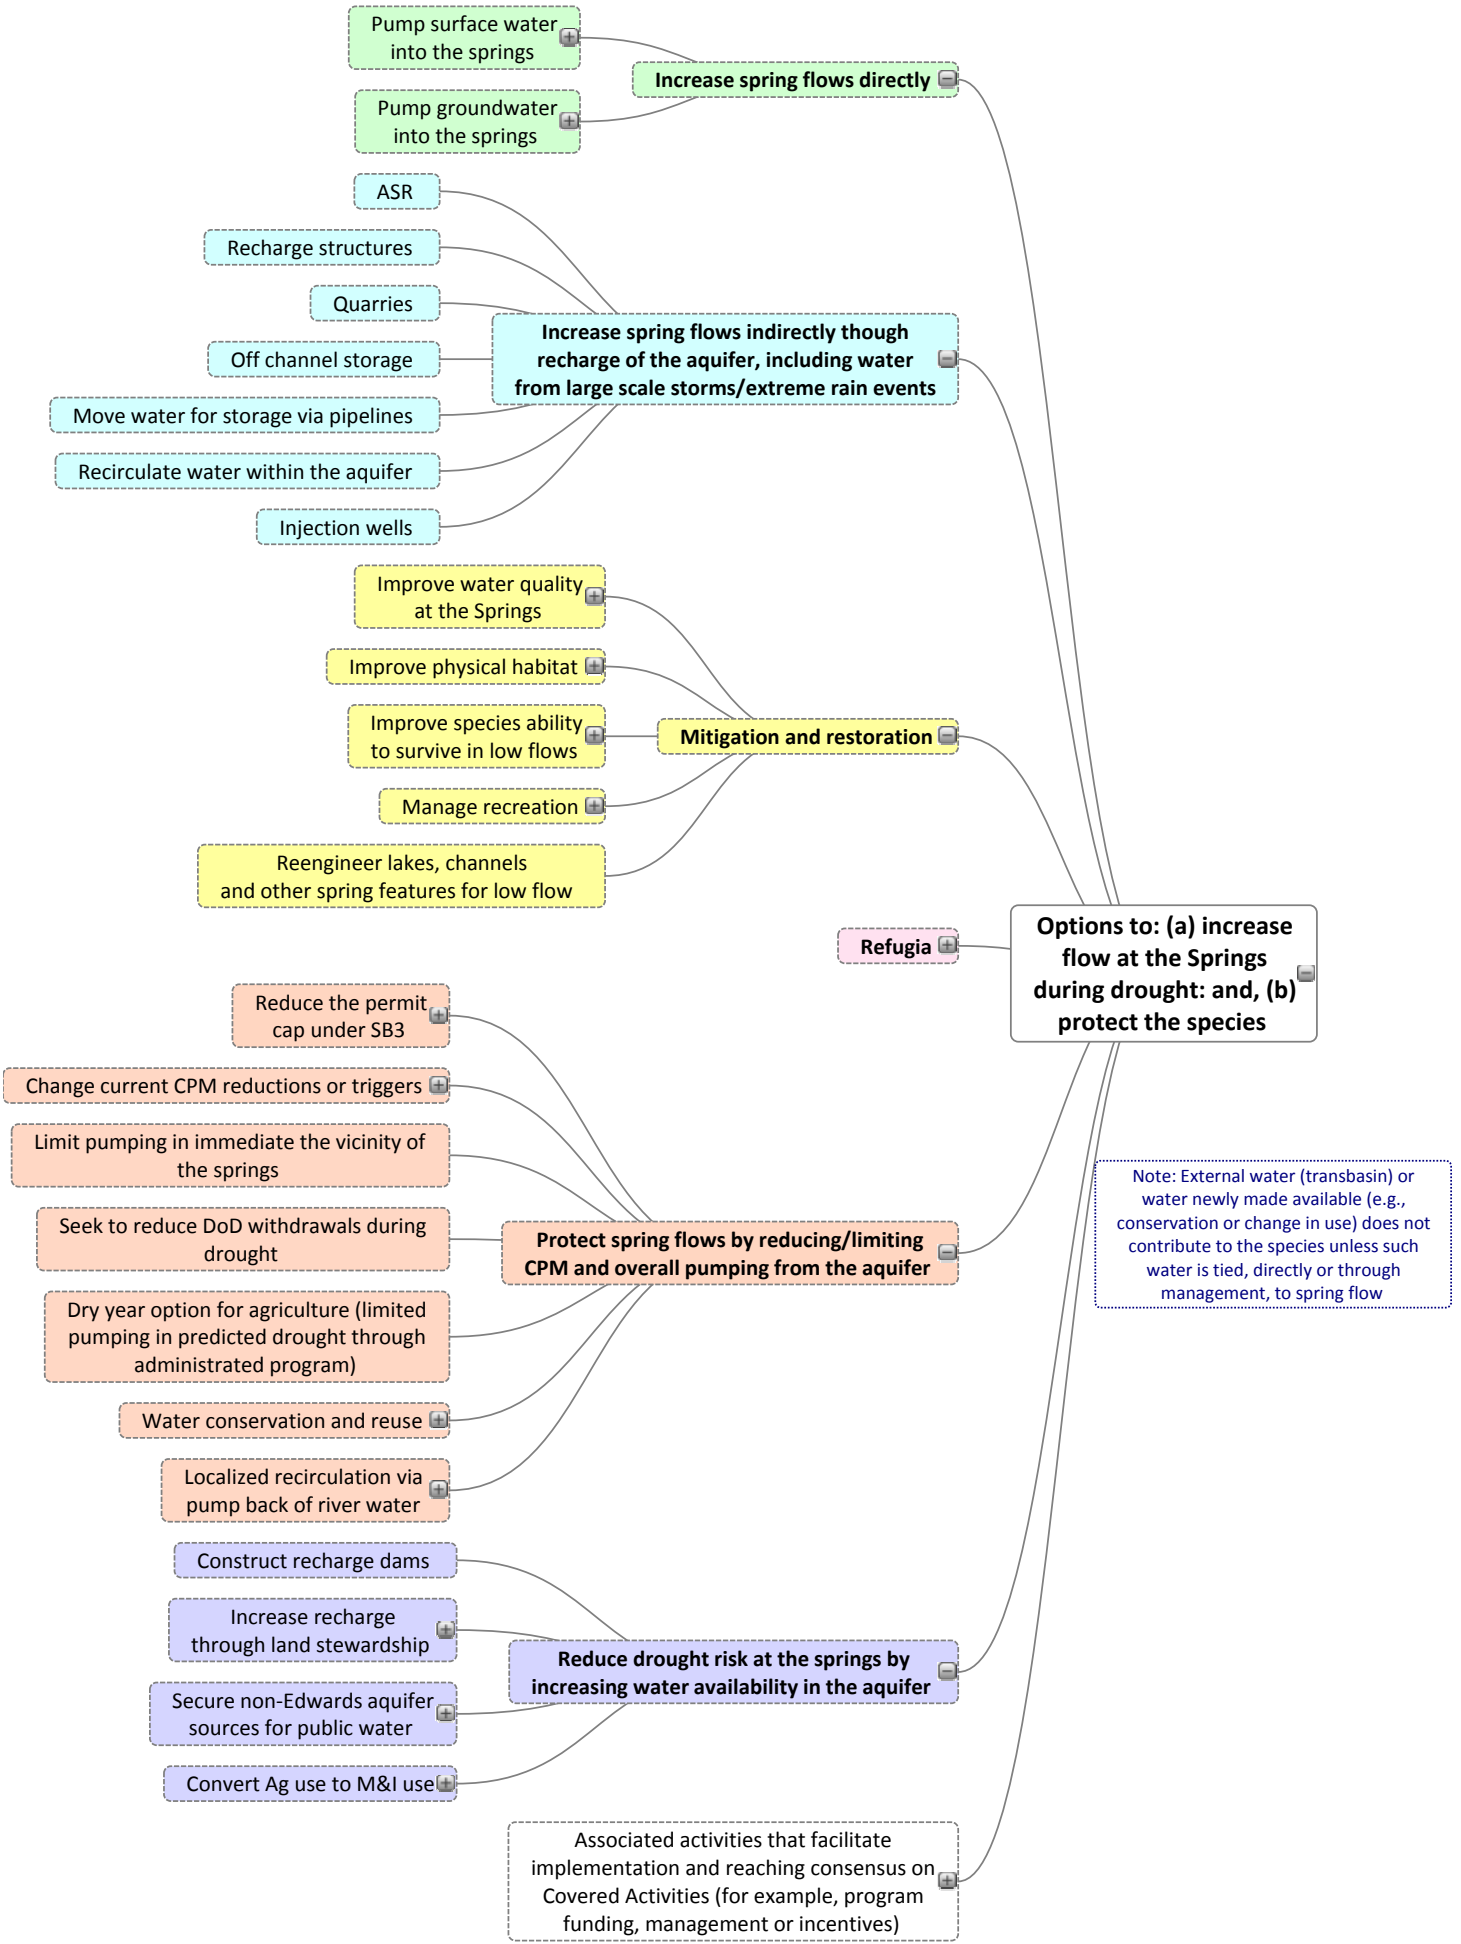 Pump surface water
into the springs
Increase spring flows directly
Pump groundwater
into the springs
ASR
Recharge structures
Quarries
Off channel storage
Move water for storage via pipelines
Recirculate water within the aquifer
Injection wells
Increase spring flows indirectly though
recharge of the aquifer, including water
from large scale storms/extreme rain events
Improve water quality
at the Springs
Improve physical habitat
Improve species ability
to survive in low flows
Manage recreation
Reengineer lakes, channels
and other spring features for low flow
Mitigation and restoration
Refugia
Options to: (a) increase
flow at the Springs
during drought: and, (b)
protect the species
Reduce the permit
cap under SB3
Change current CPM reductions or triggers
Limit pumping in immediate the vicinity of
the springs
Seek to reduce DoD withdrawals during
drought
Dry year option for agriculture (limited
pumping in predicted drought through
administrated program)
Water conservation and reuse
Localized recirculation via
pump back of river water
Protect spring flows by reducing/limiting
CPM and overall pumping from the aquifer
Note: External water (transbasin) or
water newly made available (e.g.,
conservation or change in use) does not
contribute to the species unless such
water is tied, directly or through
management, to spring flow
Construct recharge dams
Increase recharge
through land stewardship
Secure non-Edwards aquifer
sources for public water
Convert Ag use to M&I use
Reduce drought risk at the springs by
increasing water availability in the aquifer
Associated activities that facilitate
implementation and reaching consensus on
Covered Activities (for example, program
funding, management or incentives)